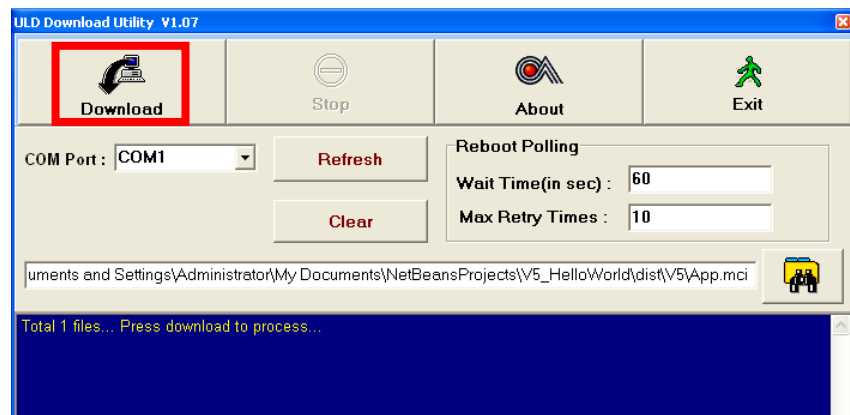 ULD Download Utility V1.07
Download
Stop
About
Exit
COM Port : COM1
Refresh
Reboot Polling
Wait Time(in sec) : 60
Clear
Max Retry Times : 10
uments and Settings\Administrator\My Documents\NetBeansProjects\V5_HelloWorld\dist\V5\App.mci
Total 1 files... Press download to process...